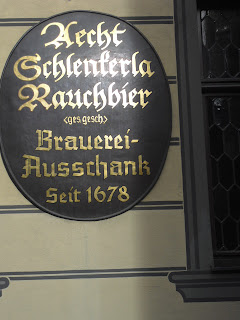 Aecht
Schlenkerla
Rauchbier
<ges.gesch>
Brauerei-
Ausschank
Seit 1678